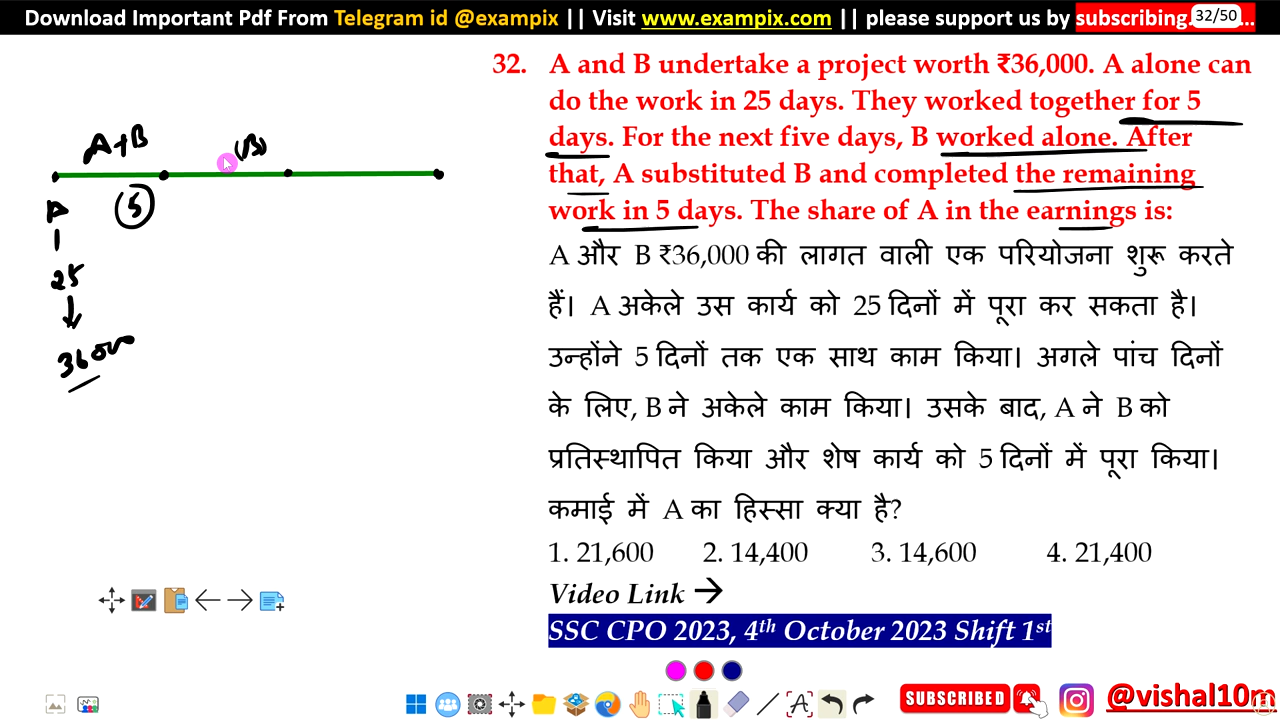 Download Important Pdf From Telegram id @exampix || Visit www.exampix.com || please support us by subscribing...…
32/50
32. A and B undertake a project worth ₹36,000. A alone can
do the work in 25 days. They worked together for 5
days. For the next five days, B worked alone. After
that, A substituted B and completed the remaining
work in 5 days. The share of A in the earnings is:
A और B ₹36,000 की लागत वाली एक परियोजना शुरू करते
हैं। A अकेले उस कार्य को 25 दिनों में पूरा कर सकता है।
उन्होंने 5 दिनों तक एक साथ काम किया। अगले पांच दिनों
के लिए, B ने अकेले काम किया। उसके बाद, A ने B को
प्रतिस्थापित किया और शेष कार्य को 5 दिनों में पूरा किया।
कमाई में A का हिस्सा क्या है?
1. 21,600 2. 14,400 3. 14,600 4. 21,400
Video Link →
SSC CPO 2023, 4th October 2023 Shift 1st
A+B
(B)
A
5
25
36000
SUBSCRIBED
@vishal10m